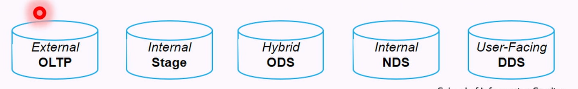 External
OLTP
Internal
Stage
Hybrid
ODS
Internal
NDS
User-Facing
DDS